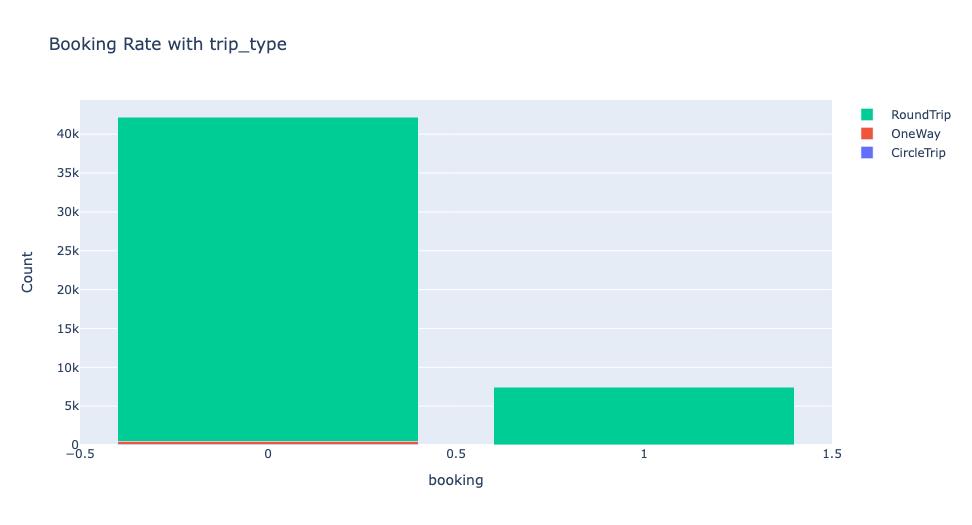 Booking Rate with trip_type
RoundTrip
OneWay
CircleTrip
40k
35k
30k
25k
20k
15k
10k
5k
0
Count
−0.5
0
0.5
1
1.5
booking